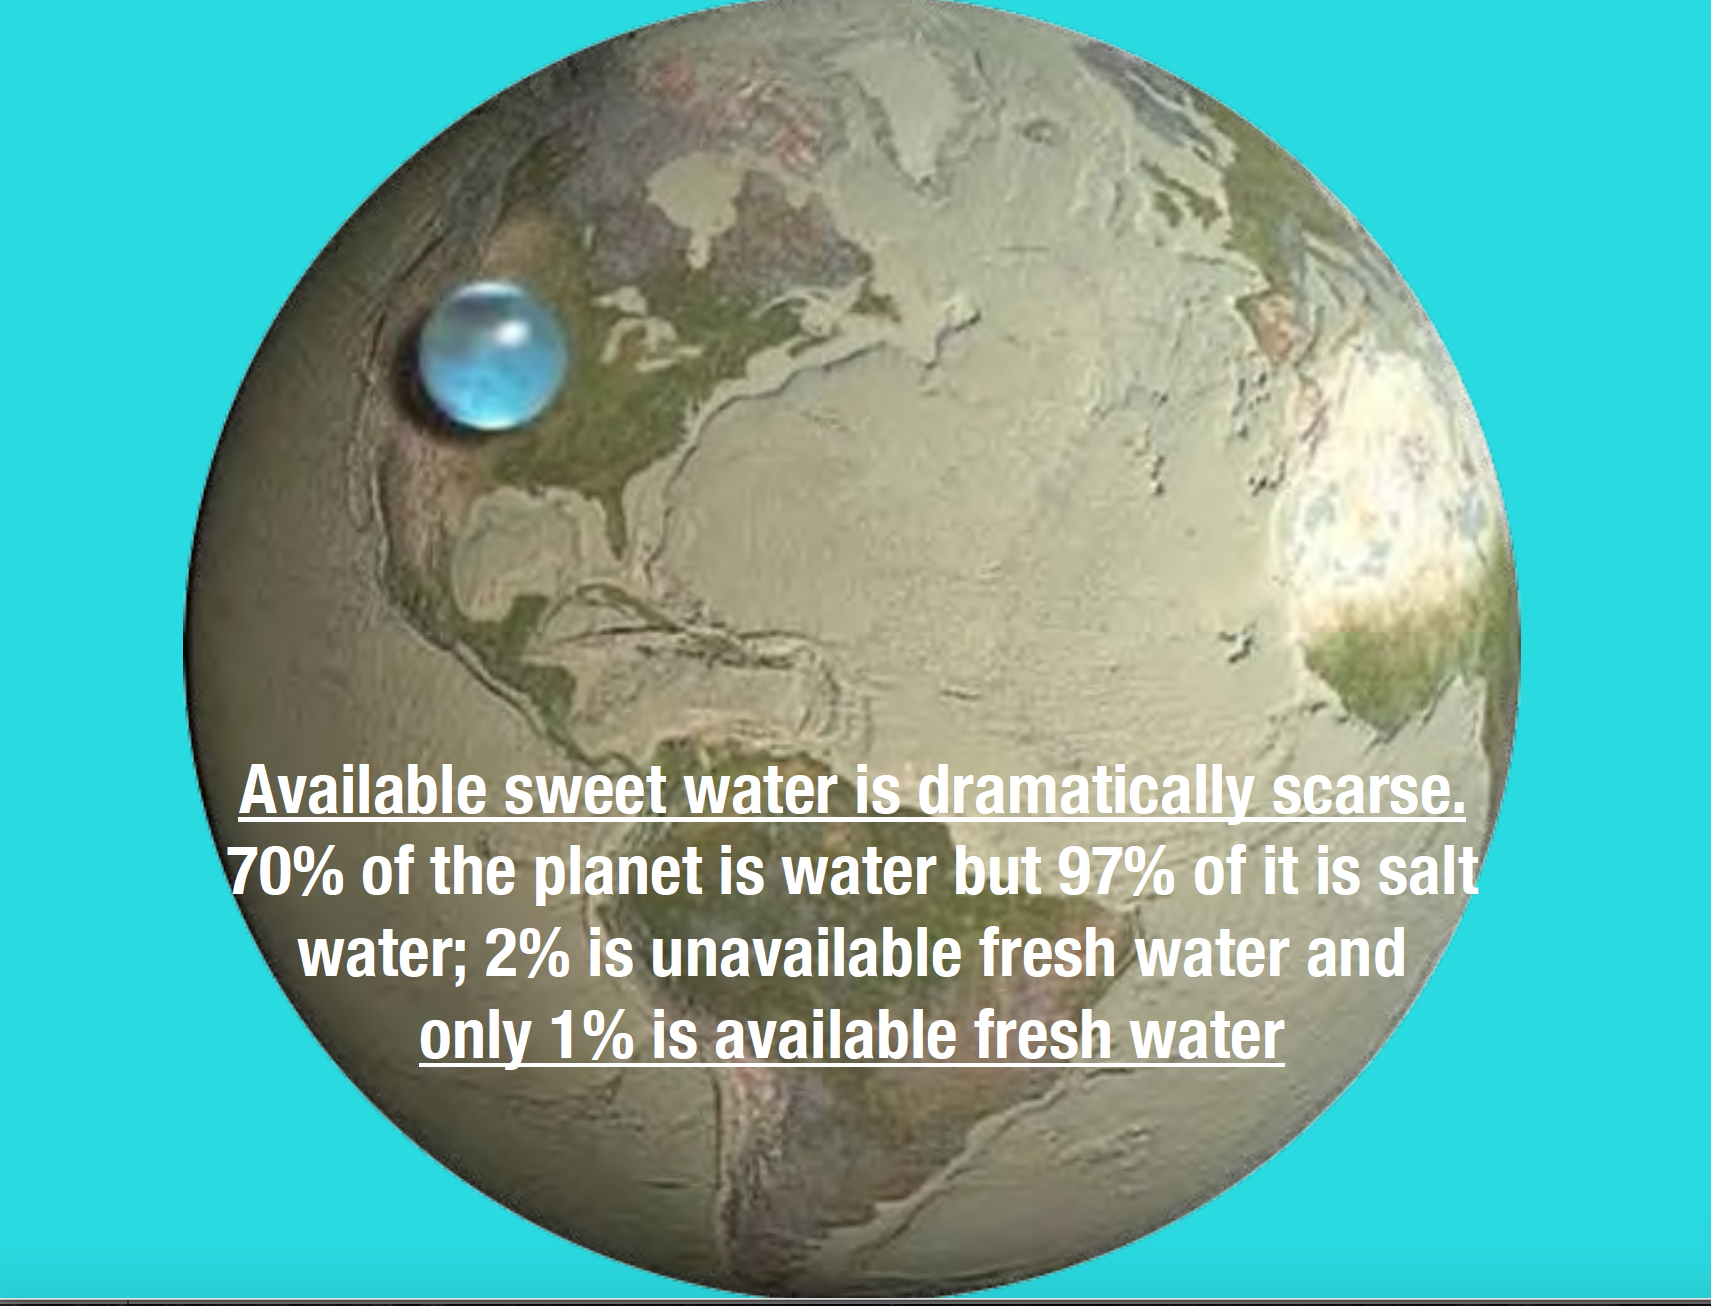 Available sweet water is dramatically scarse.
70% of the planet is water but 97% of it is salt
water; 2% is unavailable fresh water and
only 1% is available fresh water